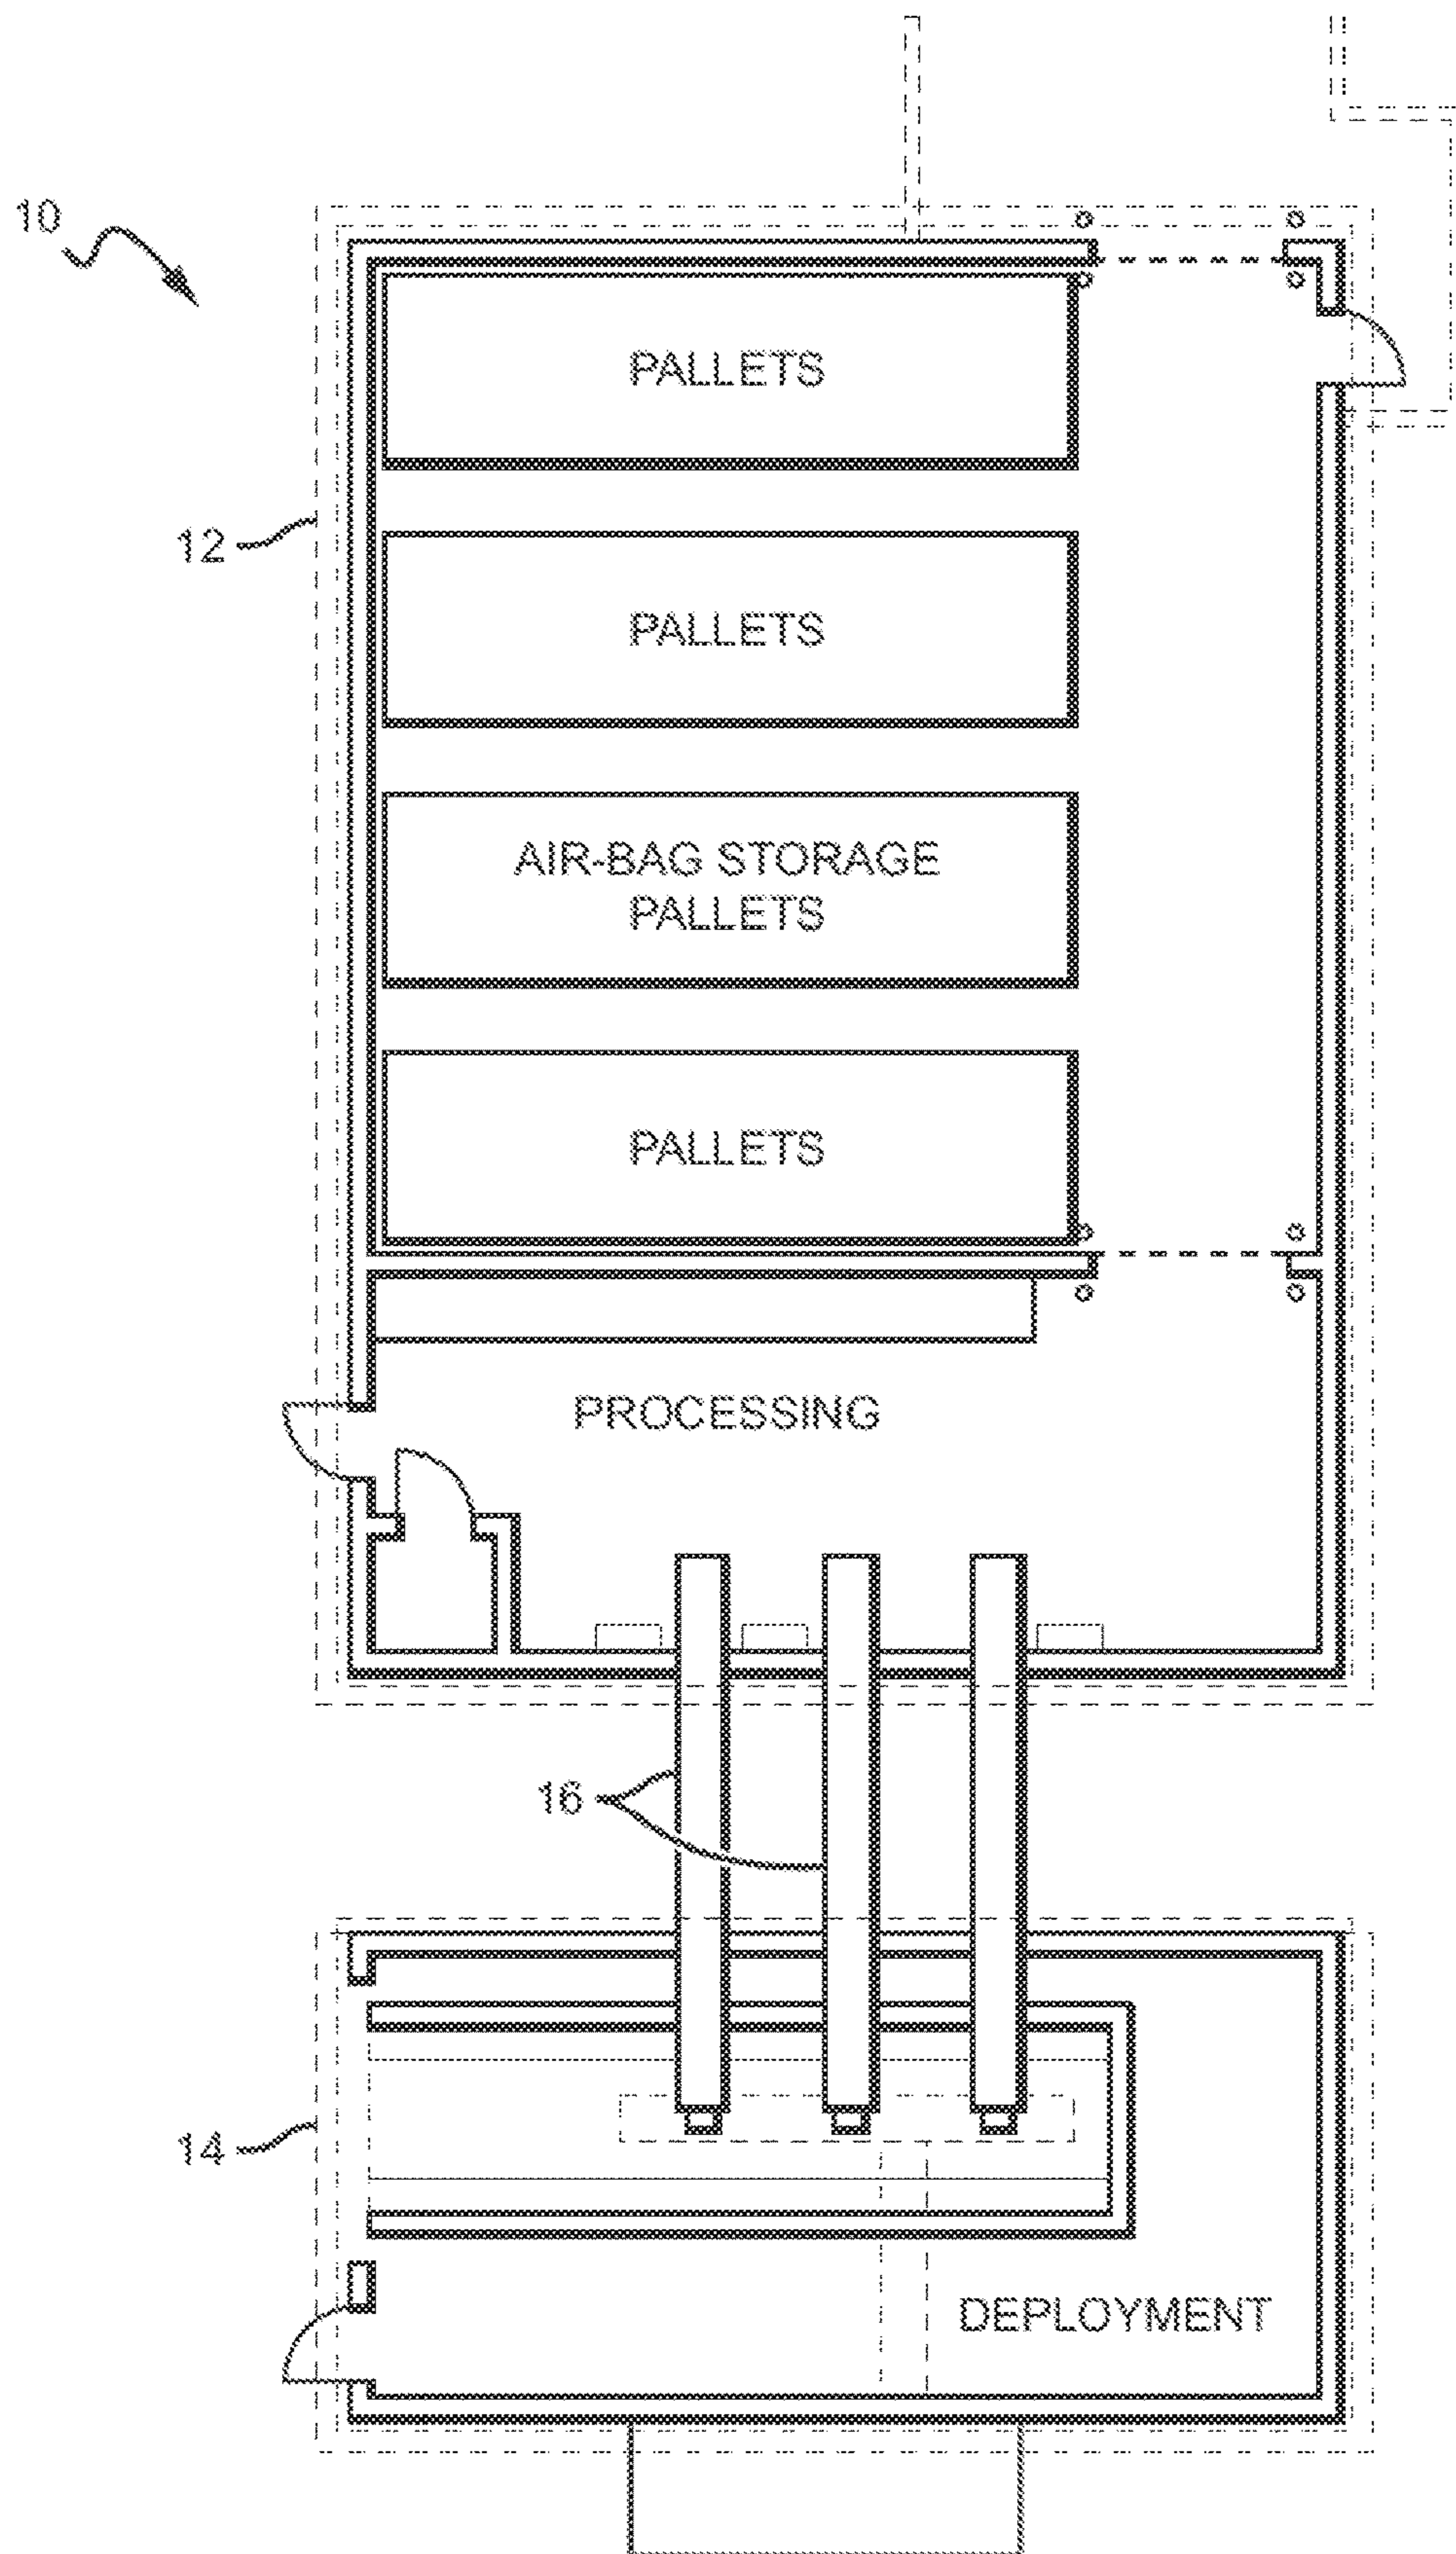 10
PALLETS
12
PALLETS
AIR-BAG STORAGE
PALLETS
PALLETS
PROCESSING
16
14
DEPLOYMENT